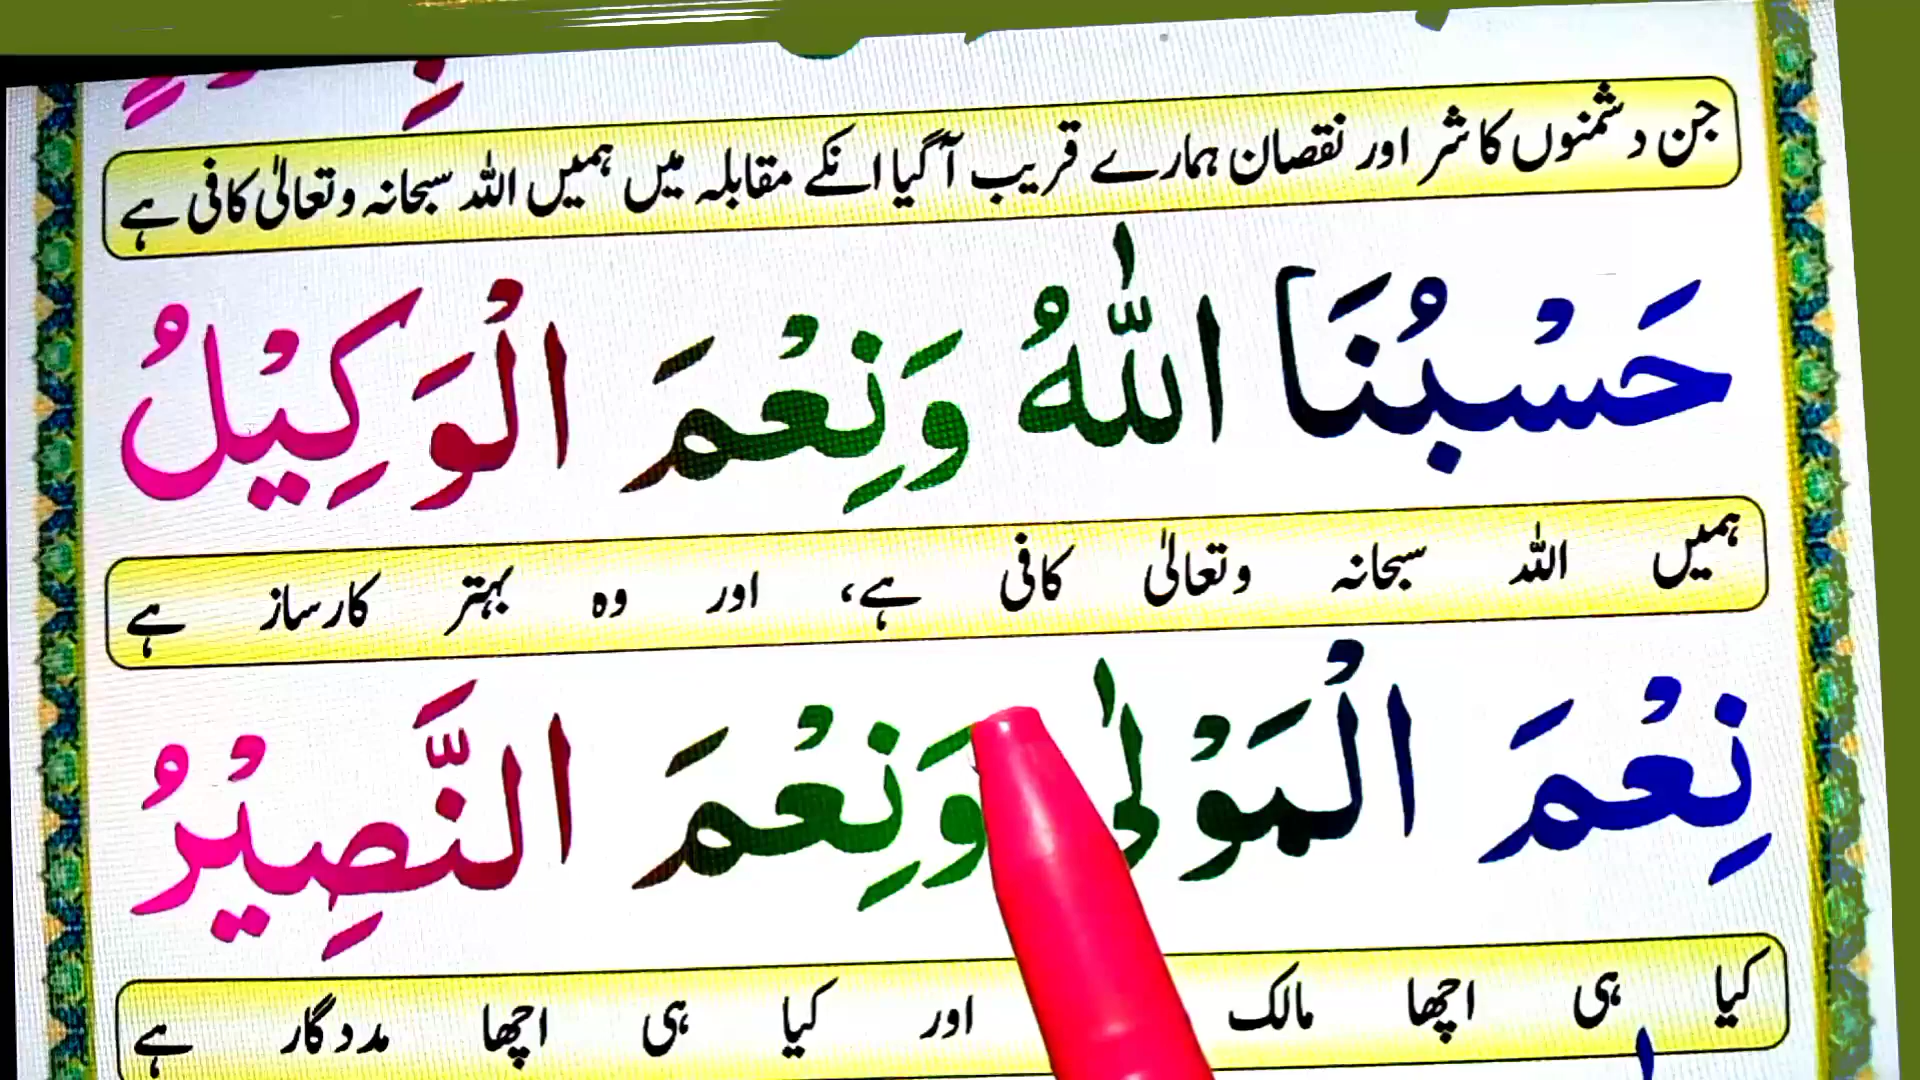 جن دشمنوں کا شر اور نقصان ہمارے قریب آگیا انکے مقابلہ میں ہمیں اللہ سبحانہ وتعالیٰ کافی ہے
حَسْبُنَا اللّٰهُ وَنِعْمَ الْوَكِيْلُ
ہمیں اللہ سبحانہ وتعالیٰ کافی ہے، اور وہ بہتر کارساز ہے
نِعْمَ الْمَوْلٰى وَنِعْمَ النَّصِيْرُ
کیا ہی اچھا مالک اور کیا ہی اچھا مددگار ہے